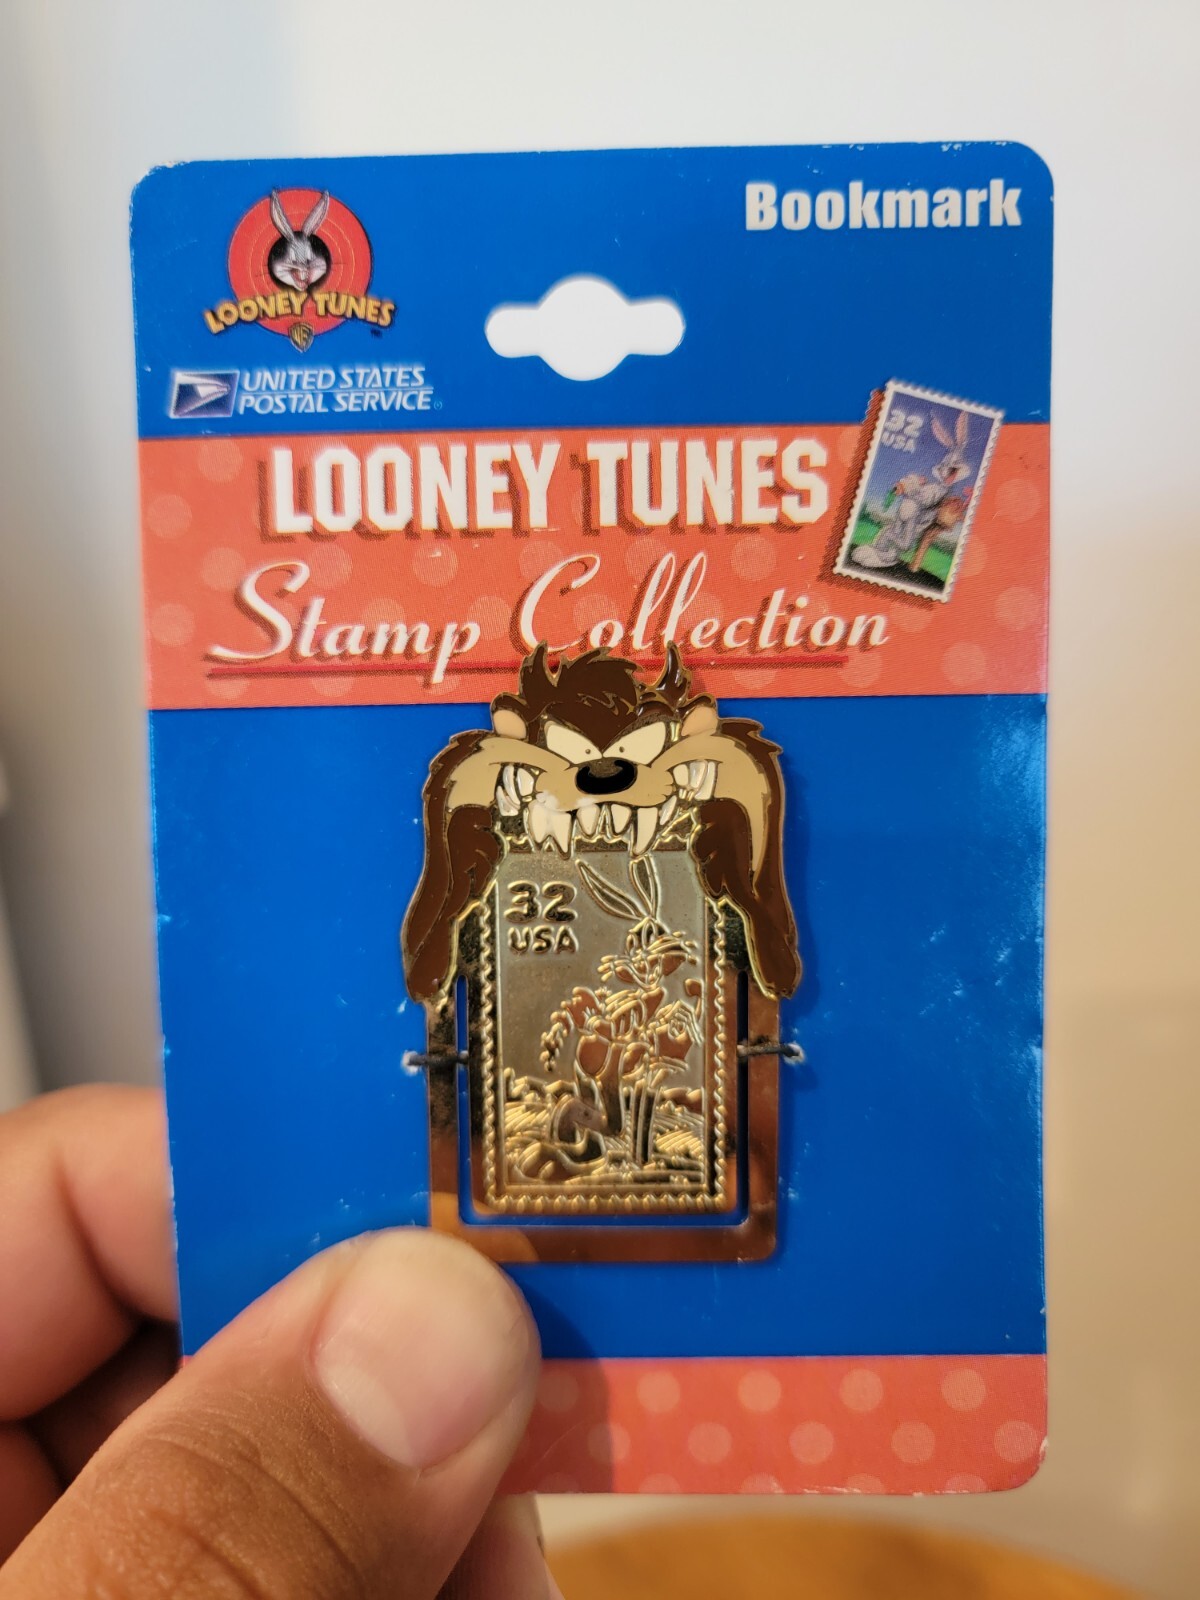 Bookmark
LOONEY TUNES
UNITED STATES
POSTAL SERVICE
32
USA
LOONEY TUNES
Stamp Collection
32
USA